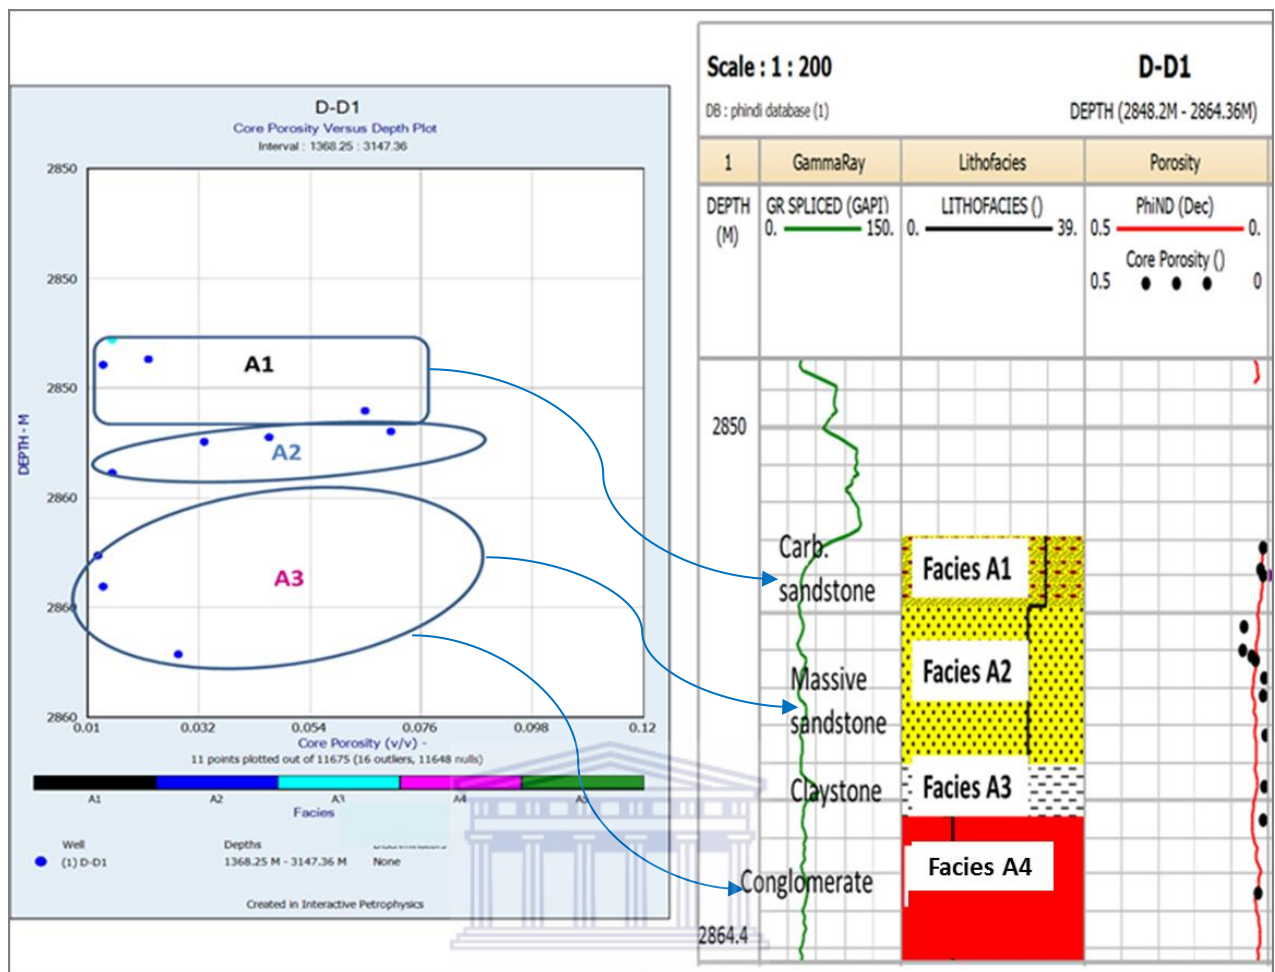 D-D1
Core Porosity Versus Depth Plot
Interval : 1368.25 : 3147.36
2850
2850
2850
2860
2860
2860
DEPTH - M
A1
A2
A3
0.01 0.032 0.054 0.076 0.098 0.12
Core Porosity (v/v) -
11 points plotted out of 11675 (16 outliers, 11648 nulls)
A1 A2 A3 A4
Facies
Well Depths
(1) D-D1 1368.25 M - 3147.36 M None
Created in Interactive Petrophysics
Scale : 1 : 200 D-D1
DB : phindi database (1) DEPTH (2848.2M - 2864.36M)
1 GammaRay Lithofacies Porosity
DEPTH GR SPLICED (GAPI) LITHOFACIES () PhiND (Dec)
(M) 0. 150. 0. 39. 0.5 0.
Core Porosity ()
0.5 0
2850
Carb.
sandstone
Facies A1
Massive
sandstone
Facies A2
Claystone
Facies A3
Conglomerate
Facies A4
2864.4